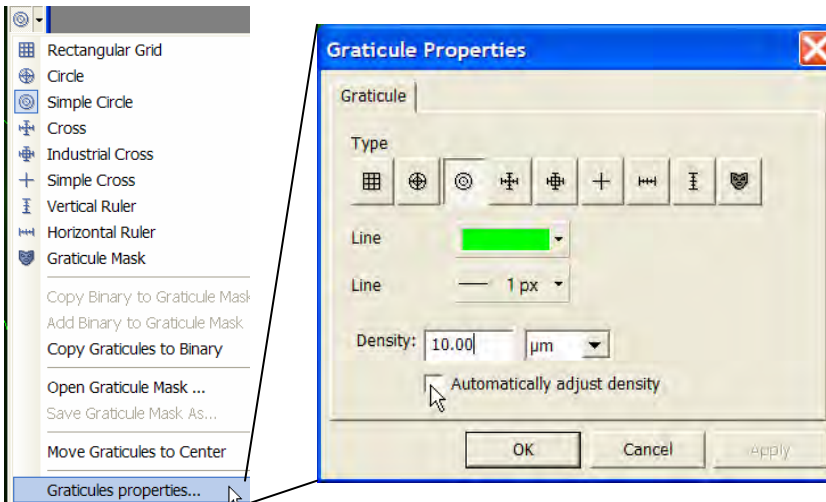 Rectangular Grid
Circle
Simple Circle
Cross
Industrial Cross
Simple Cross
Vertical Ruler
Horizontal Ruler
Graticule Mask
Copy Binary to Graticule Mask
Add Binary to Graticule Mask
Copy Graticules to Binary
Open Graticule Mask ...
Save Graticule Mask As...
Move Graticules to Center
Graticules properties...
Graticule Properties
Graticule
Type
Line
Line 1 px
Density: 10.00 µm
Automatically adjust density
OK Cancel Apply